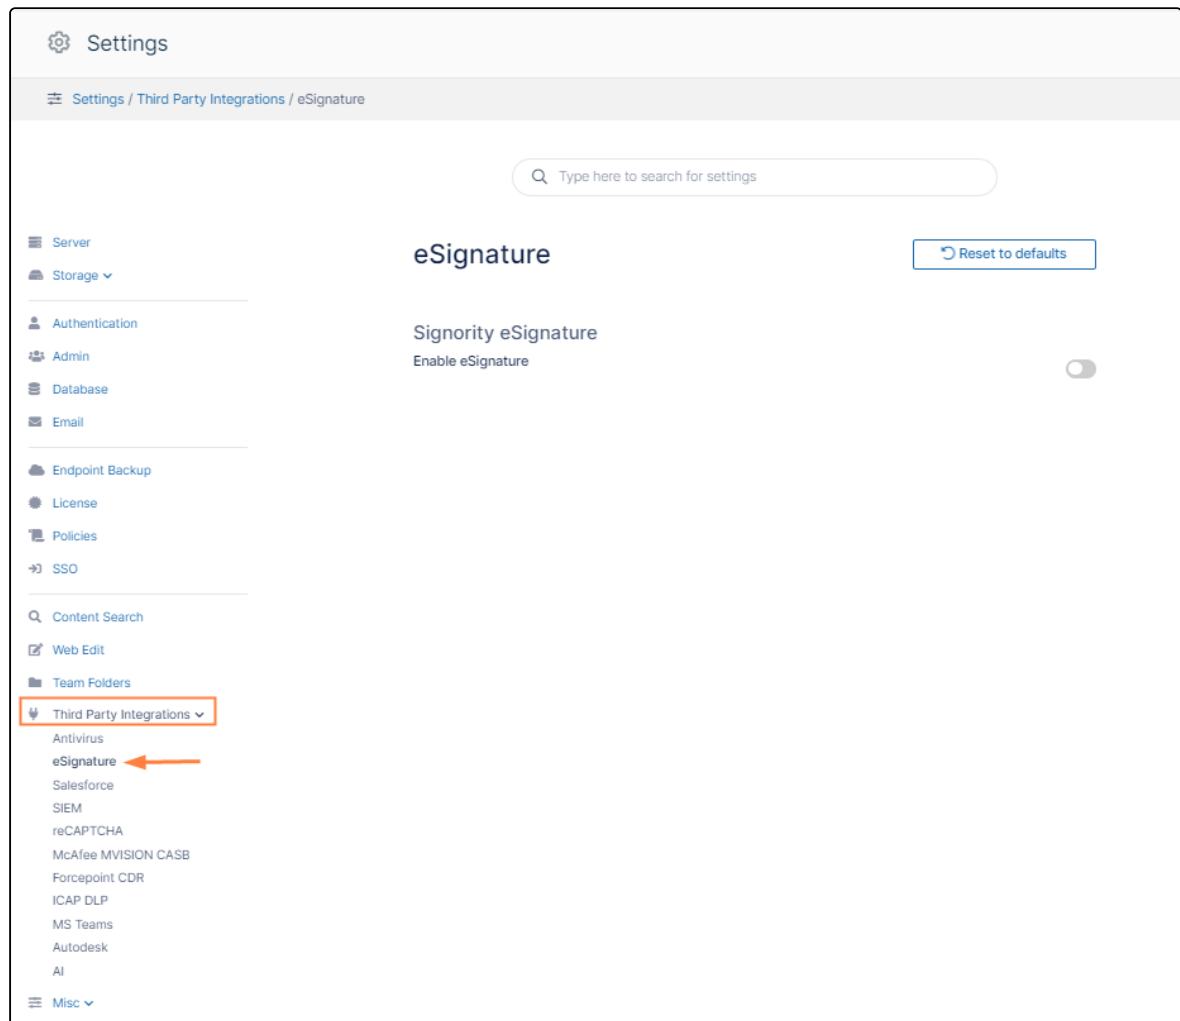 Settings
Settings / Third Party Integrations / eSignature
Type here to search for settings
Server
Storage
Authentication
Admin
Database
Email
Endpoint Backup
License
Policies
SSO
Content Search
Web Edit
Team Folders
Third Party Integrations
Antivirus
eSignature
Salesforce
SIEM
reCAPTCHA
McAfee MVISION CASB
Forcepoint CDR
ICAP DLP
MS Teams
Autodesk
AI
Misc
eSignature
Reset to defaults
Signority eSignature
Enable eSignature